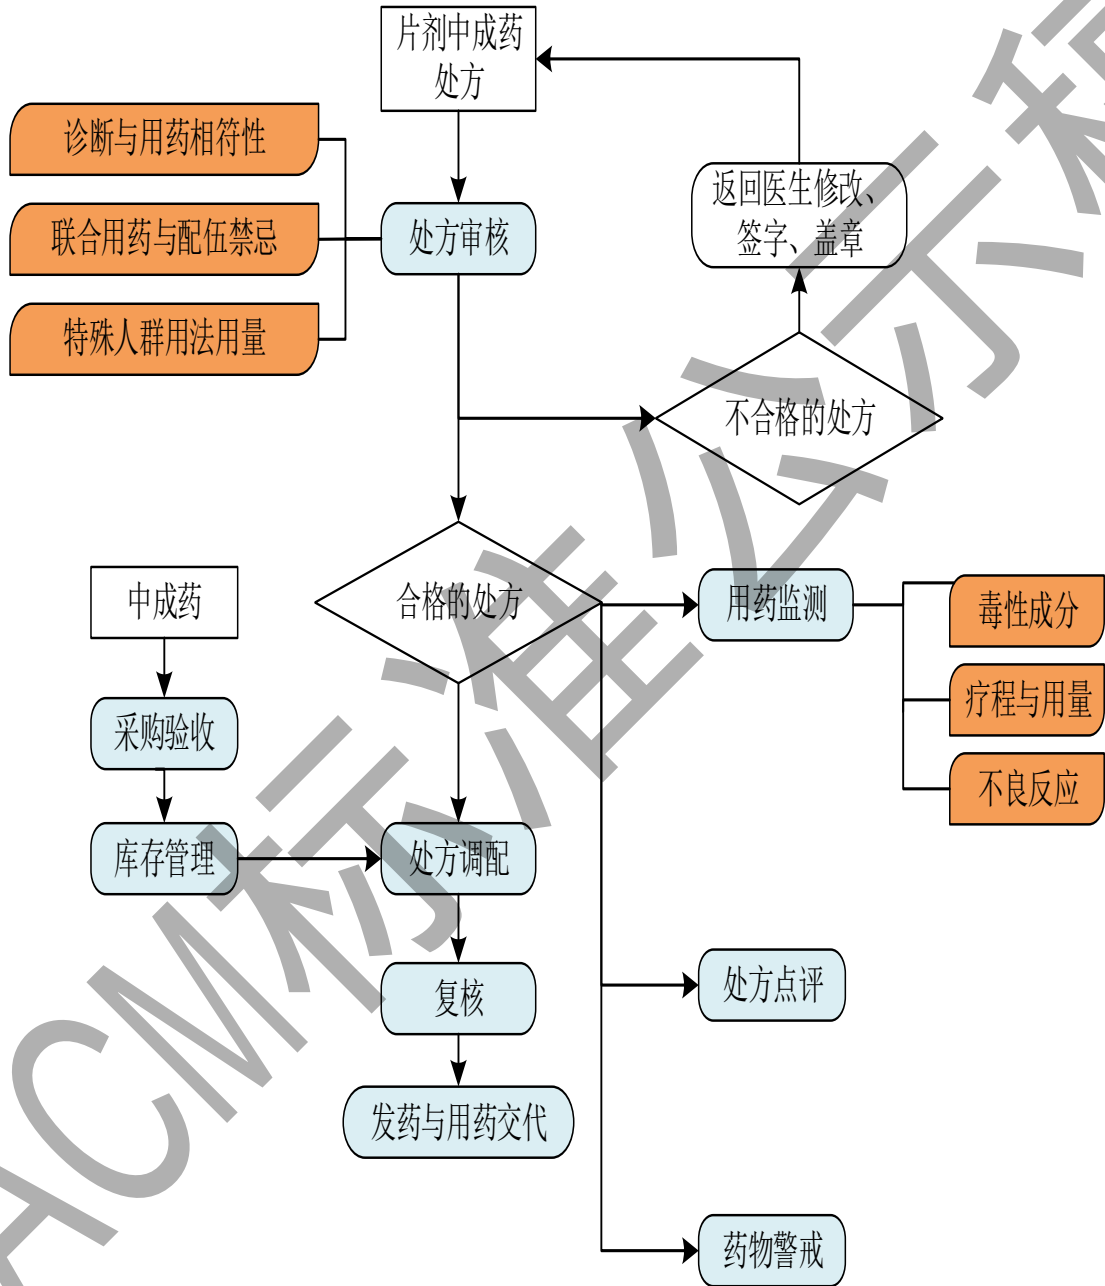 片剂中成药
处方
诊断与用药相符性
联合用药与配伍禁忌
特殊人群用法用量
处方审核
返回医生修改、
签字、盖章
不合格的处方
合格的处方
中成药
采购验收
库存管理
处方调配
复核
发药与用药交代
用药监测
毒性成分
疗程与用量
不良反应
处方点评
药物警戒
ACM标准公示稿